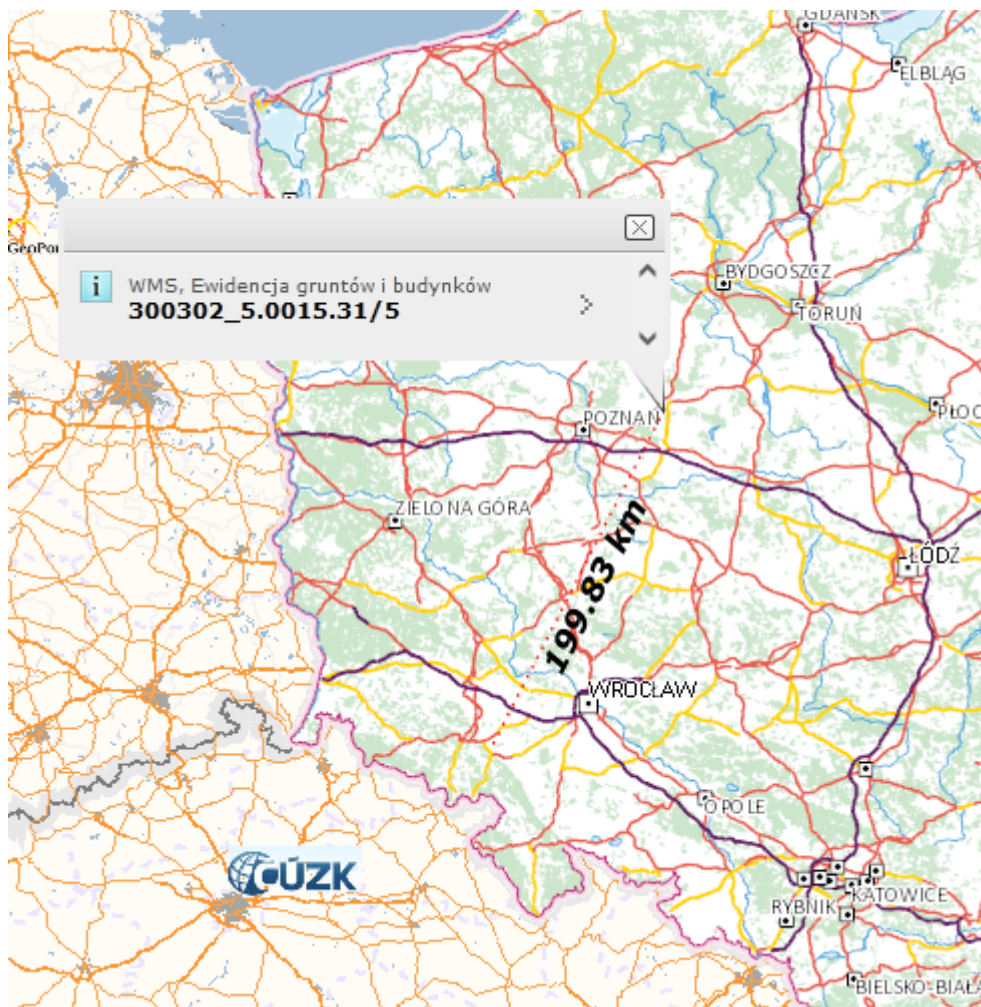 GDAŃSK
ELBLĄG
GeoPor
WMS, Ewidencja gruntów i budynków
300302_5.0015.31/5
BYDGOSZCZ
TORUŃ
POZNAŃ
PŁOC
ZIELONA GÓRA
199.83 km
ŁÓDŹ
WROCŁAW
OPOLE
ÚZK
KATOWICE
RYBNIK
BIELSKO-BIAŁA